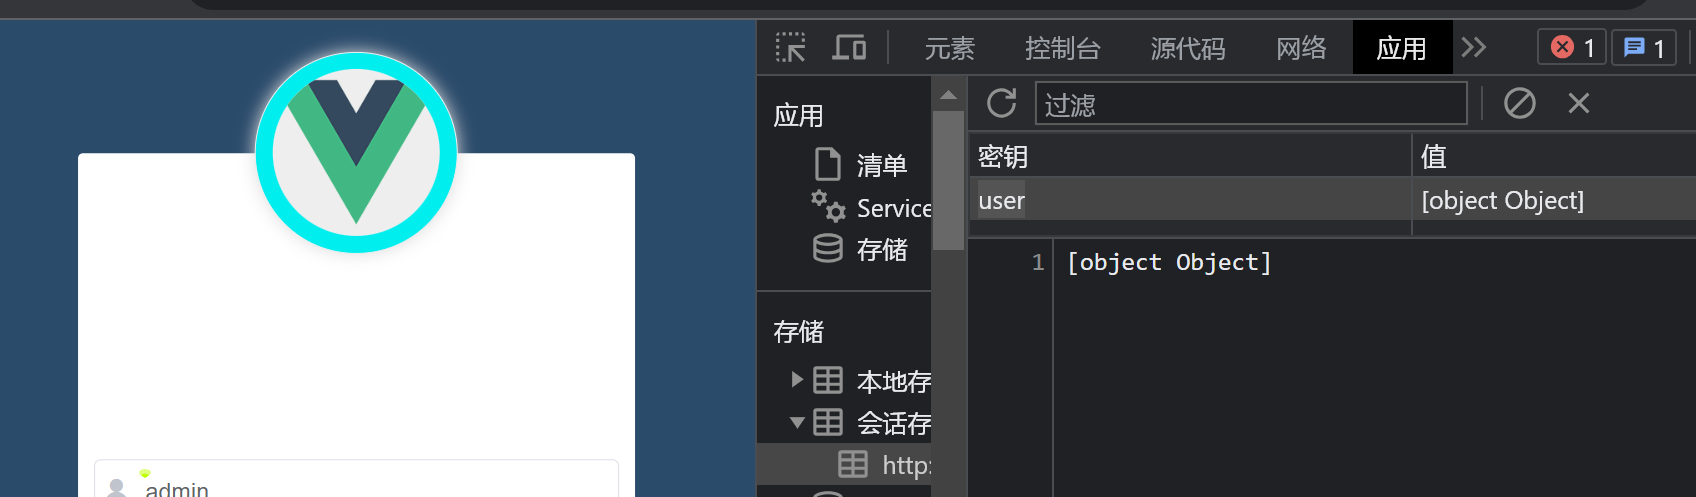 元素 控制台 源代码 网络 应用 1 1
应用
过滤
清单
密钥 值
Service
user [object Object]
存储
1 [object Object]
存储
本地存
会话存
http:
admin